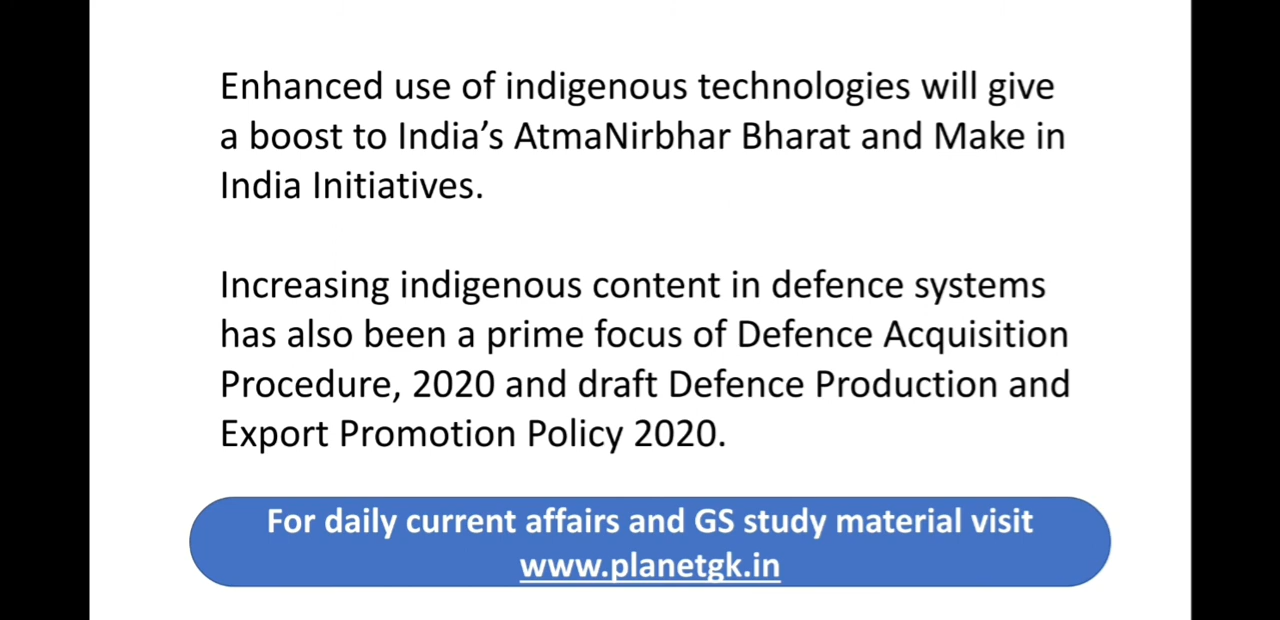 Enhanced use of indigenous technologies will give
a boost to India’s AtmaNirbhar Bharat and Make in
India Initiatives.
Increasing indigenous content in defence systems
has also been a prime focus of Defence Acquisition
Procedure, 2020 and draft Defence Production and
Export Promotion Policy 2020.
For daily current affairs and GS study material visit
www.planetgk.in